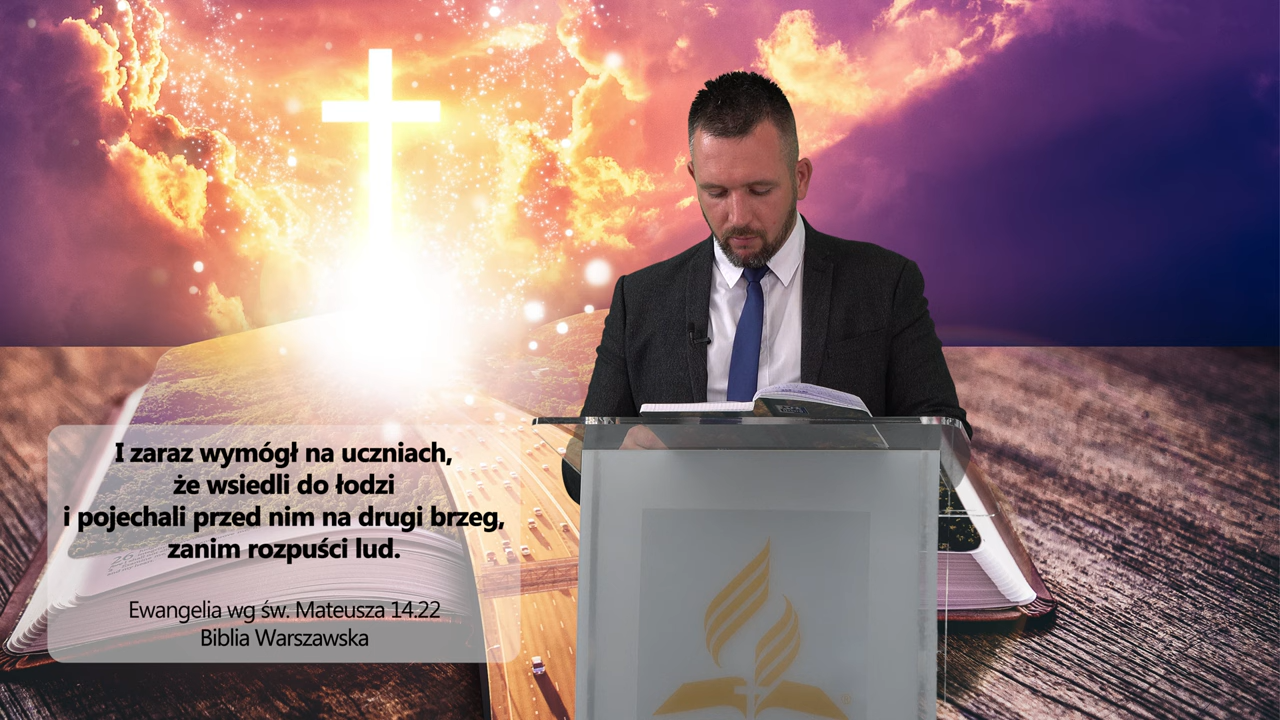 I zaraz wymógł na uczniach,
że wsiedli do łodzi
i pojechali przed nim na drugi brzeg,
zanim rozpuści lud.
Ewangelia wg św. Mateusza 14.22
Biblia Warszawska